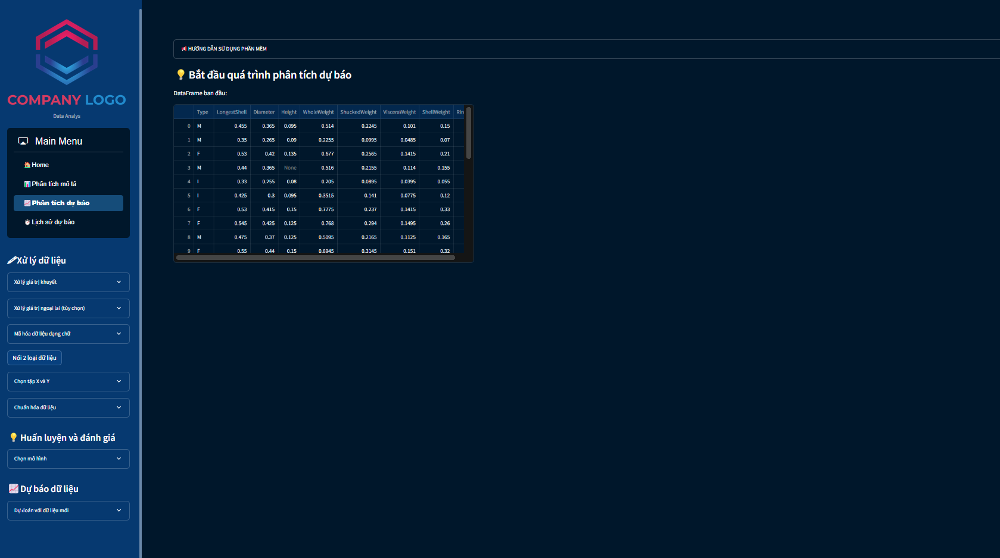 COMPANY LOGO
Data Analys
Main Menu
Home
Phân tích mô tả
Phân tích dự báo
Lịch sử dự báo
Xử lý dữ liệu
Xử lý giá trị khuyết
Xử lý giá trị ngoại lai (tùy chọn)
Mã hóa dữ liệu dạng chữ
Nối 2 loại dữ liệu
Chọn tập X và Y
Chuẩn hóa dữ liệu
Huấn luyện và đánh giá
Chọn mô hình
Dự báo dữ liệu
Dự đoán với dữ liệu mới
HƯỚNG DẪN SỬ DỤNG PHẦN MỀM
Bắt đầu quá trình phân tích dự báo
DataFrame ban đầu:
Type LongestShell Diameter Height WholeWeight ShuckedWeight VisceraWeight ShellWeight Rin
0 M 0.455 0.365 0.095 0.514 0.2245 0.101 0.15
1 M 0.35 0.265 0.09 0.2255 0.0995 0.0485 0.07
2 F 0.53 0.42 0.135 0.677 0.2565 0.1415 0.21
3 M 0.44 0.365 None 0.516 0.2155 0.114 0.155
4 I 0.33 0.255 0.08 0.205 0.0895 0.0395 0.055
5 I 0.425 0.3 0.095 0.3515 0.141 0.0775 0.12
6 F 0.53 0.415 0.15 0.7775 0.237 0.1415 0.33
7 F 0.545 0.425 0.125 0.768 0.294 0.1495 0.26
8 M 0.475 0.37 0.125 0.5095 0.2165 0.1125 0.165
9 F 0.55 0.44 0.15 0.8945 0.3145 0.151 0.32